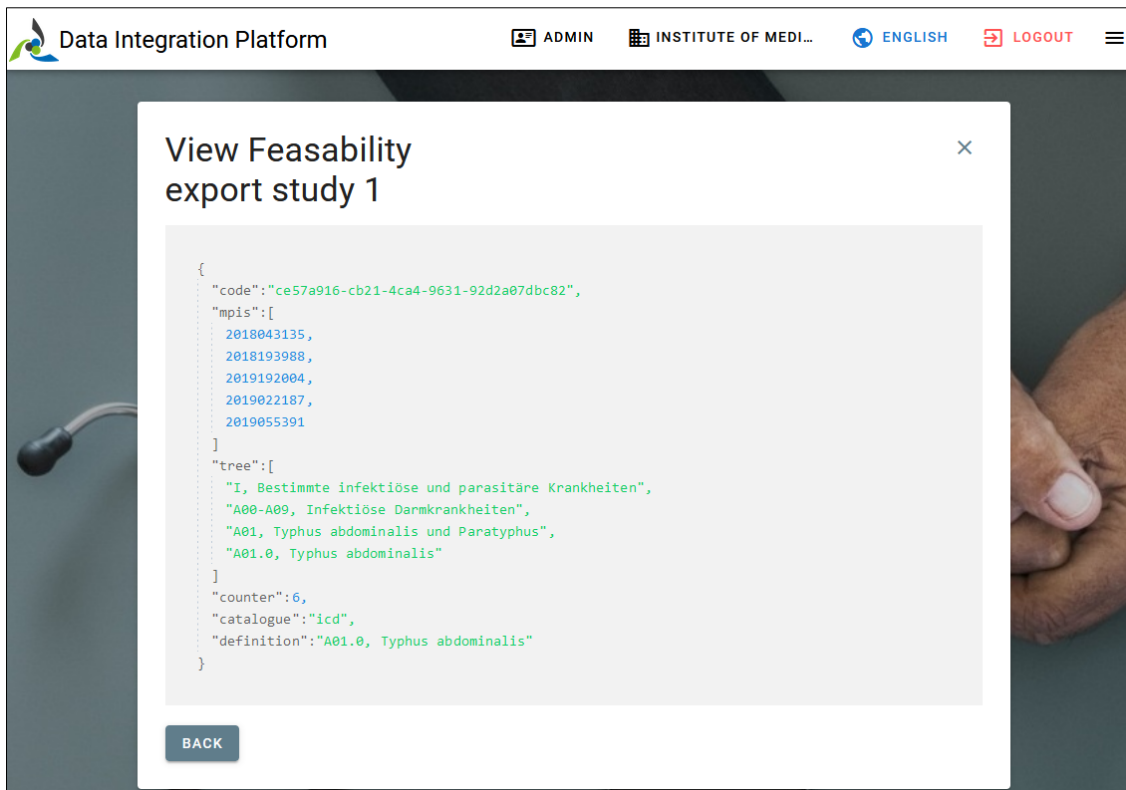 Data Integration Platform
ADMIN
INSTITUTE OF MEDI...
ENGLISH
LOGOUT
View Feasability
export study 1
{
"code":"ce57a916-cb21-4ca4-9631-92d2a07dbc82",
"mpis":[
2018043135,
2018193988,
2019192004,
2019022187,
2019055391
]
"tree":[
"I, Bestimmte infektiöse und parasitäre Krankheiten",
"A00-A09, Infektiöse Darmkrankheiten",
"A01, Typhus abdominalis und Paratyphus",
"A01.0, Typhus abdominalis"
]
"counter":6,
"catalogue":"icd",
"definition":"A01.0, Typhus abdominalis"
}
BACK